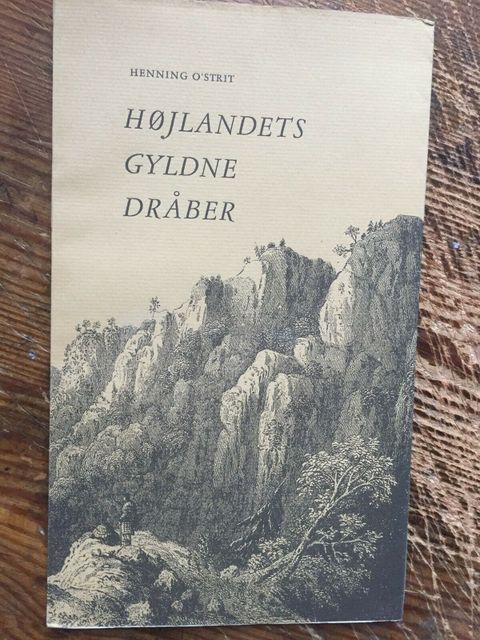 HENNING O'STRIT
HØJLANDETS
GYLDNE
DRÅBER